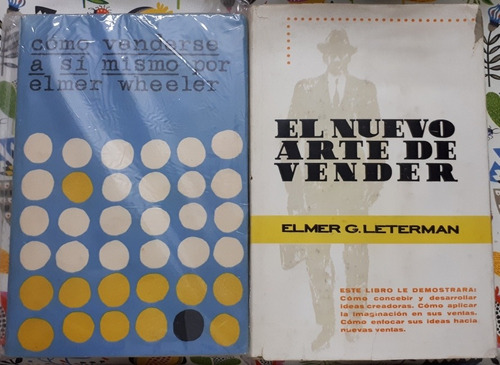 cómo venderse
a sí mismo por
elmer wheeler
EL NUEVO
ARTE DE
VENDER
ELMER G. LETERMAN
ESTE LIBRO LE DEMOSTRARA:
Cómo concebir y desarrollar
ideas creadoras. Cómo aplicar
la imaginación en sus ventas.
Cómo enfocar sus ideas hacia
nuevas ventas.